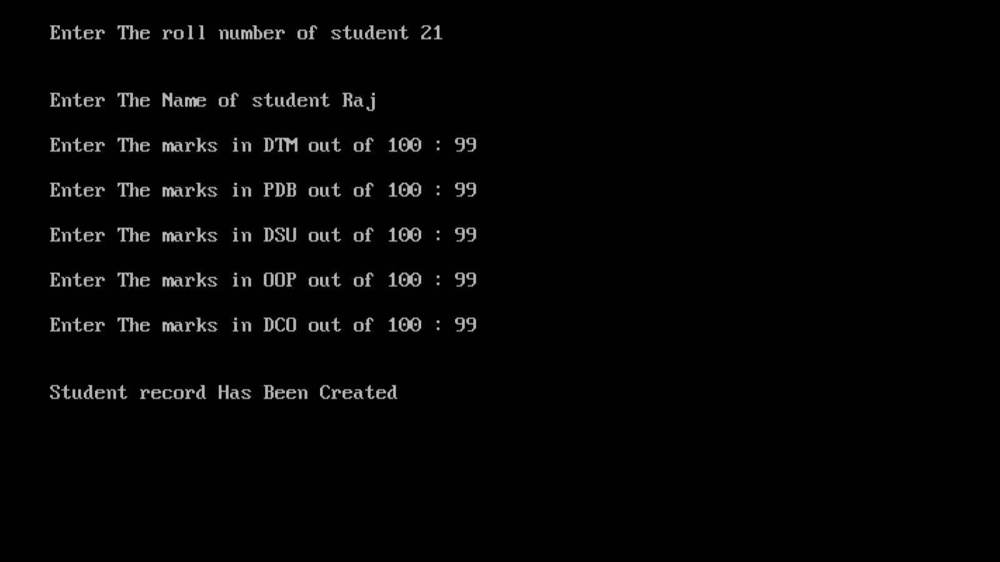 Enter The roll number of student 21
Enter The Name of student Raj
Enter The marks in DTM out of 100 : 99
Enter The marks in PDB out of 100 : 99
Enter The marks in DSU out of 100 : 99
Enter The marks in OOP out of 100 : 99
Enter The marks in DCO out of 100 : 99
Student record Has Been Created